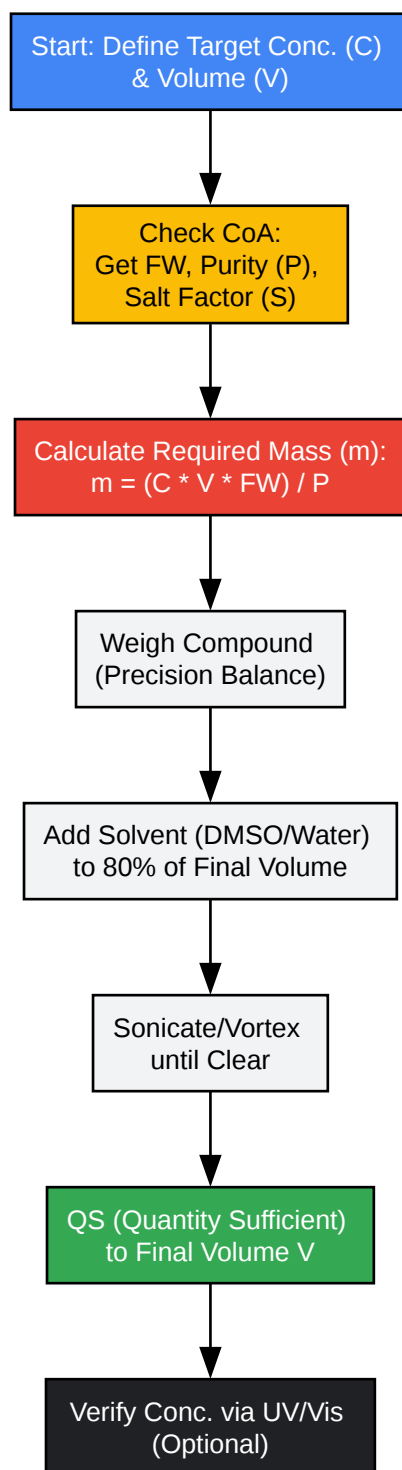 Start: Define Target Conc. (C)
& Volume (V)
Check CoA:
Get FW, Purity (P),
Salt Factor (S)
Calculate Required Mass (m):
m = (C * V * FW) / P
Weigh Compound
(Precision Balance)
Add Solvent (DMSO/Water)
to 80% of Final Volume
Sonicate/Vortex
until Clear
QS (Quantity Sufficient)
to Final Volume V
Verify Conc. via UV/Vis
(Optional)